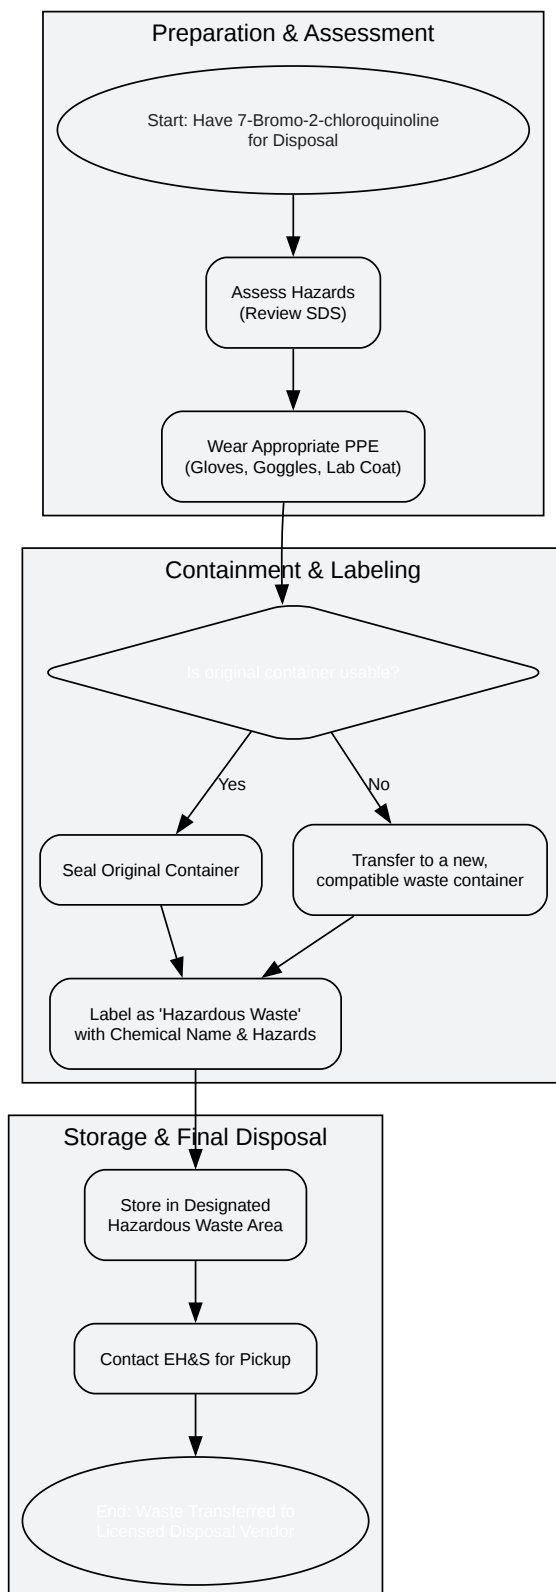 Preparation & Assessment
Start: Have 7-Bromo-2-chloroquinoline
for Disposal
Assess Hazards
(Review SDS)
Wear Appropriate PPE
(Gloves, Goggles, Lab Coat)
Containment & Labeling
Is original container usable?
Yes
No
Seal Original Container
Transfer to a new,
compatible waste container
Label as 'Hazardous Waste'
with Chemical Name & Hazards
Storage & Final Disposal
Store in Designated
Hazardous Waste Area
Contact EH&S for Pickup
End: Waste Transferred to
Licensed Disposal Vendor